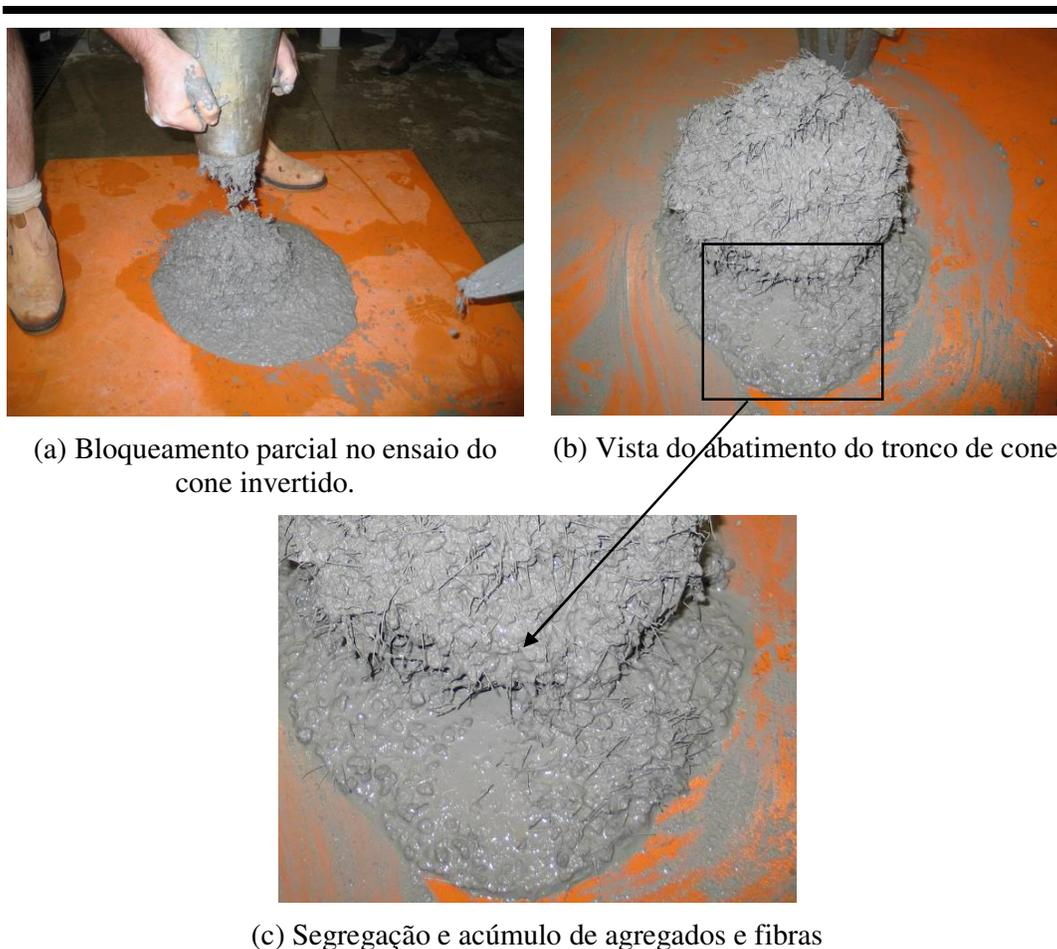 (a) Bloqueamento parcial no ensaio do
cone invertido.
(b) Vista do abatimento do tronco de cone
(c) Segregação e acúmulo de agregados e fibras